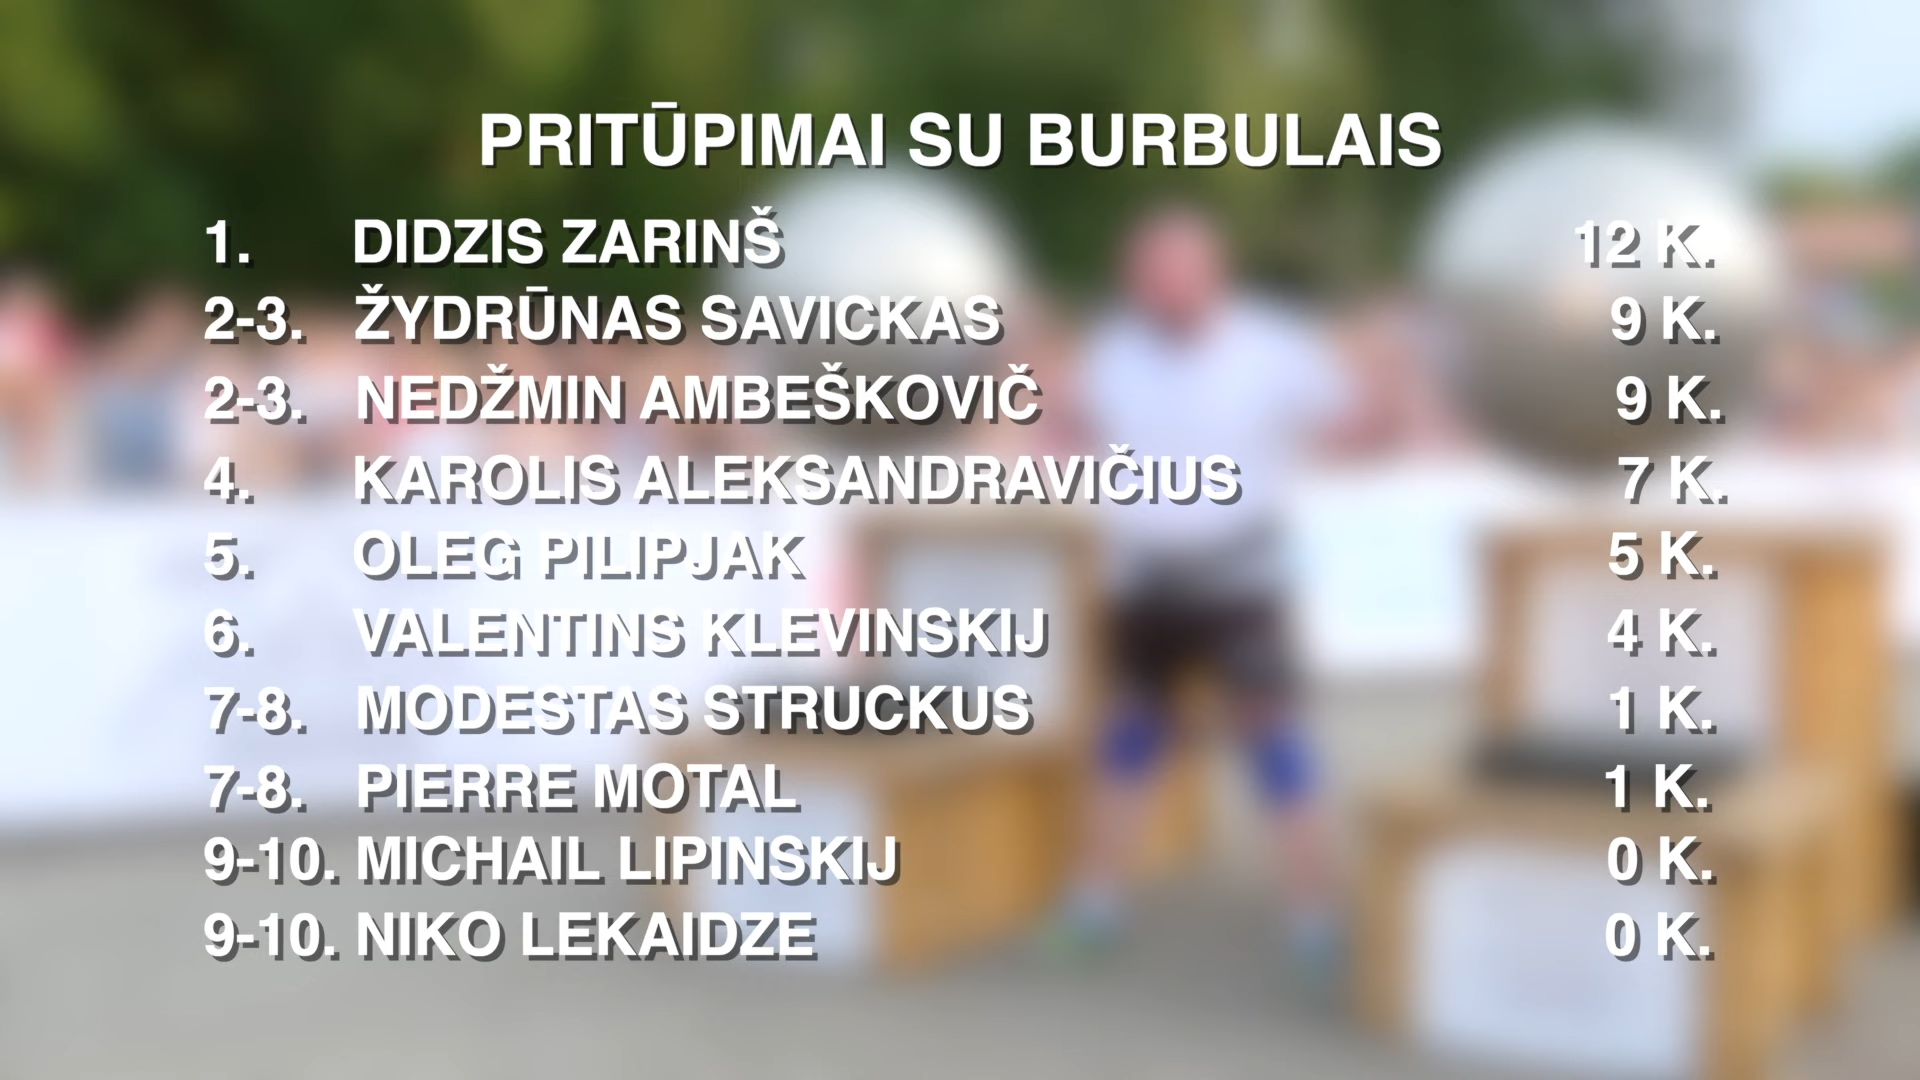 PRITŪPIMAI SU BURBULAIS
1. DIDZIS ZARINŠ 12 K.
2-3. ŽYDRŪNAS SAVICKAS 9 K.
2-3. NEDŽMIN AMBEŠKOVIČ 9 K.
4. KAROLIS ALEKSANDRAVIČIUS 7 K.
5. OLEG PILIPJAK 5 K.
6. VALENTINS KLEVINSKIJ 4 K.
7-8. MODESTAS STRUCKUS 1 K.
7-8. PIERRE MOTAL 1 K.
9-10. MICHAIL LIPINSKIJ 0 K.
9-10. NIKO LEKAIDZE 0 K.